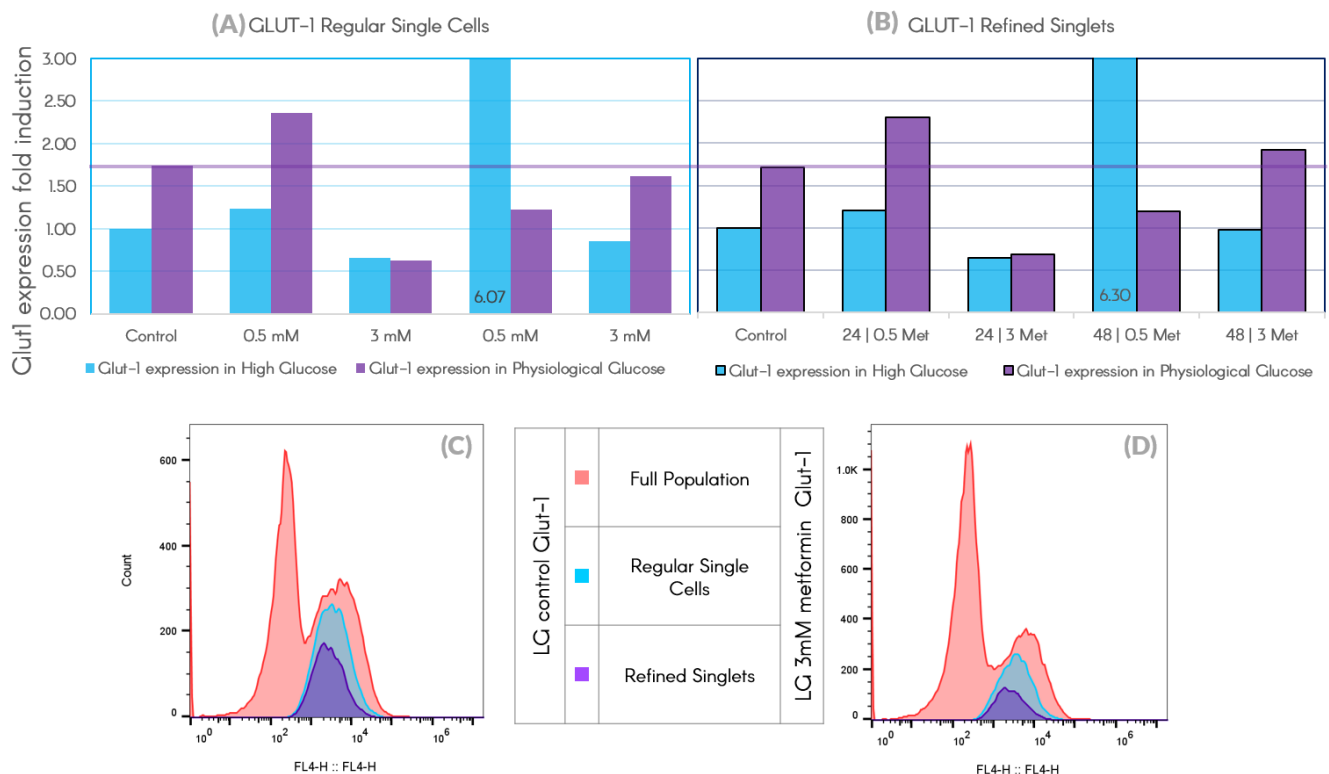 (A) GLUT-1 Regular Single Cells
(B) GLUT-1 Refined Singlets
Glut1 expression fold induction
3.00
2.50
2.00
1.50
1.00
0.50
0.00
6.07
6.30
Control
0.5 mM
3 mM
0.5 mM
3 mM
Control
24 | 0.5 Met
24 | 3 Met
48 | 0.5 Met
48 | 3 Met
Glut-1 expression in High Glucose
Glut-1 expression in Physiological Glucose
Glut-1 expression in High Glucose
Glut-1 expression in Physiological Glucose
(C)
Count
600
400
200
0
10^0
10^2
10^4
10^6
FL4-H :: FL4-H
LG control Glut-1
Full Population
Regular Single
Cells
Refined Singlets
LG 3mM metformin Glut-1
(D)
1.0K
800
600
400
200
0
10^0
10^2
10^4
10^6
FL4-H :: FL4-H